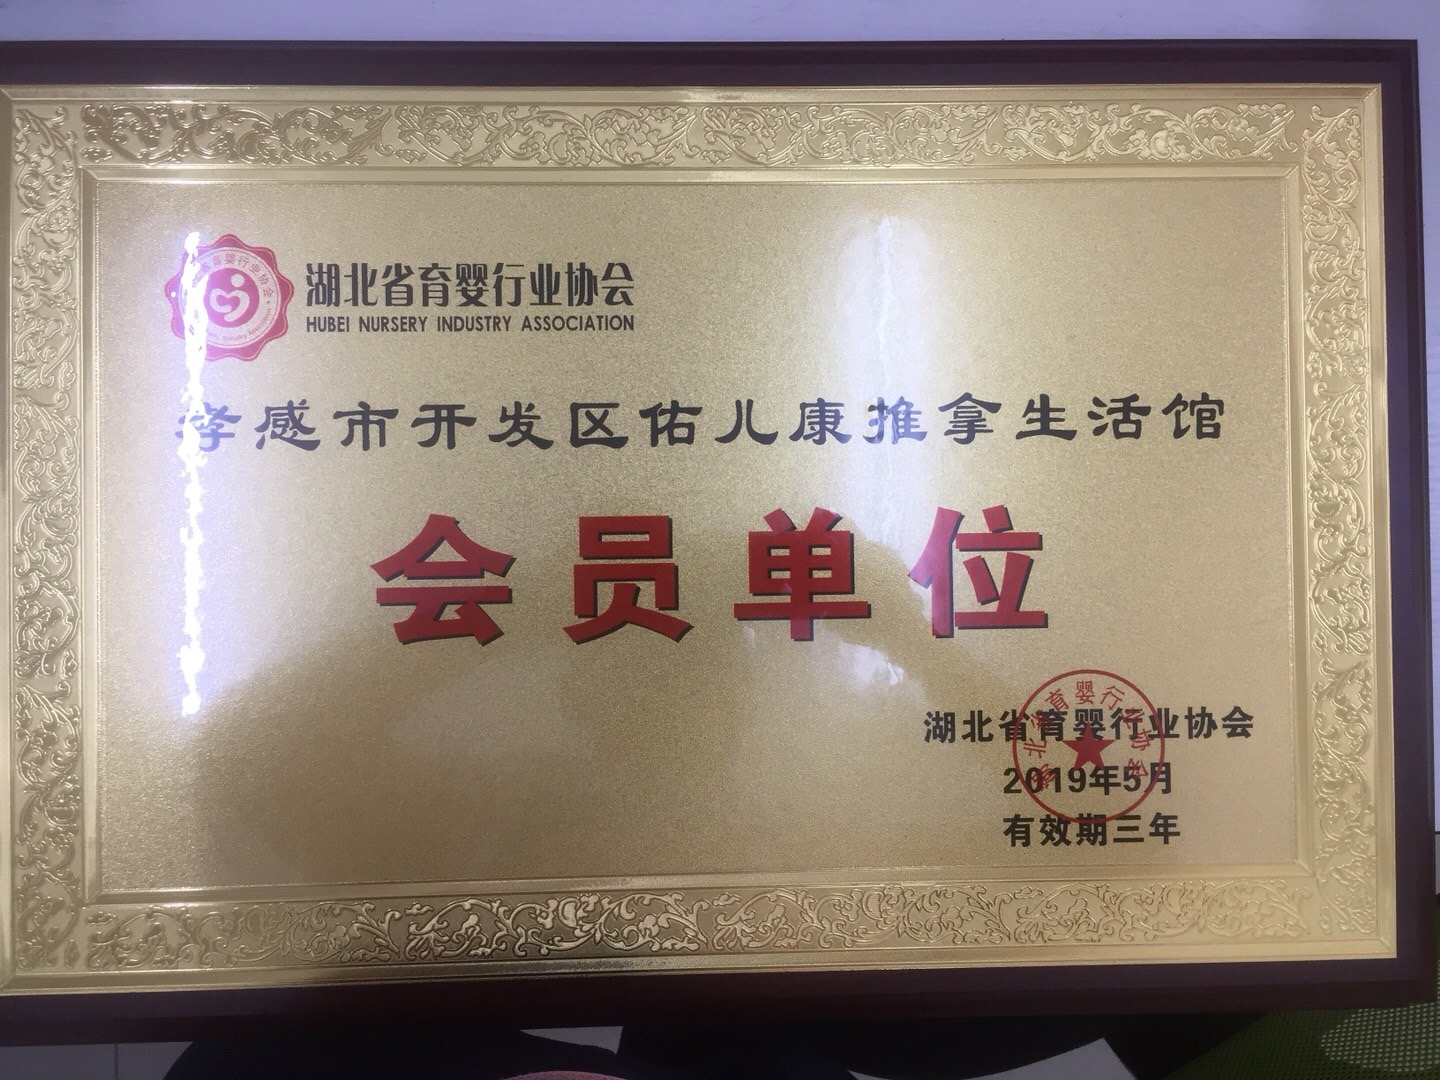 湖北省育婴行业协会
HUBEI NURSERY INDUSTRY ASSOCIATION
孝感市开发区佑儿康推拿生活馆
会员单位
湖北省育婴行业协会
2019年5月
有效期三年